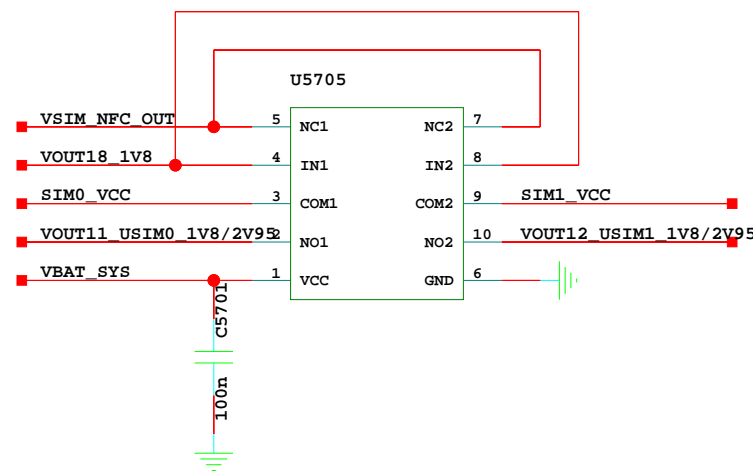 U5705
VSIM_NFC_OUT 5 NC1 NC2 7
VOUT18_1V8 4 IN1 IN2 8
SIM0_VCC 3 COM1 COM2 9 SIM1_VCC
VOUT11_USIM0_1V8/2V95 2 NO1 NO2 10 VOUT12_USIM1_1V8/2V95
VBAT_SYS 1 VCC GND 6
C5701
100n